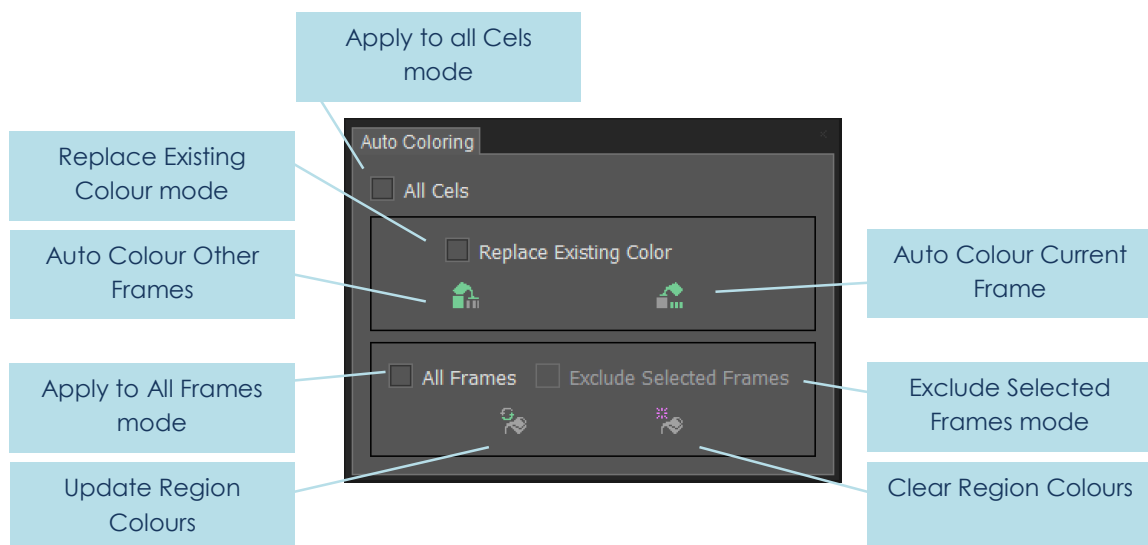 Apply to all Cels
mode
Auto Coloring
<
Replace Existing
Colour mode
All Cels
Auto Colour Other
Frames
Replace Existing Color
Auto Colour Current
Frame
Apply to All Frames
mode
All Frames
Exclude Selected Frames
Exclude Selected
Frames mode
Update Region
Colours
Clear Region Colours